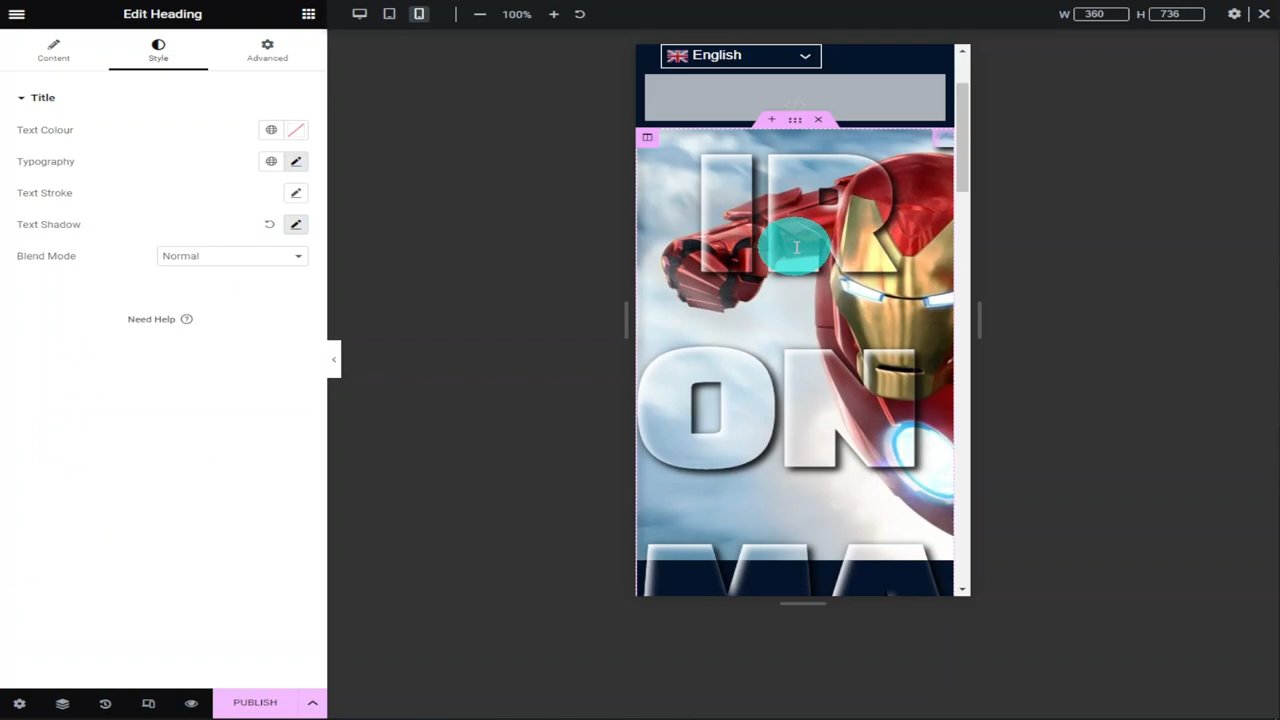 Edit Heading
100%
W 360 H 736
Content Style Advanced
Title
Text Colour
Typography
Text Stroke
Text Shadow
Blend Mode Normal
Need Help ?
PUBLISH
English
IR
ON
MA